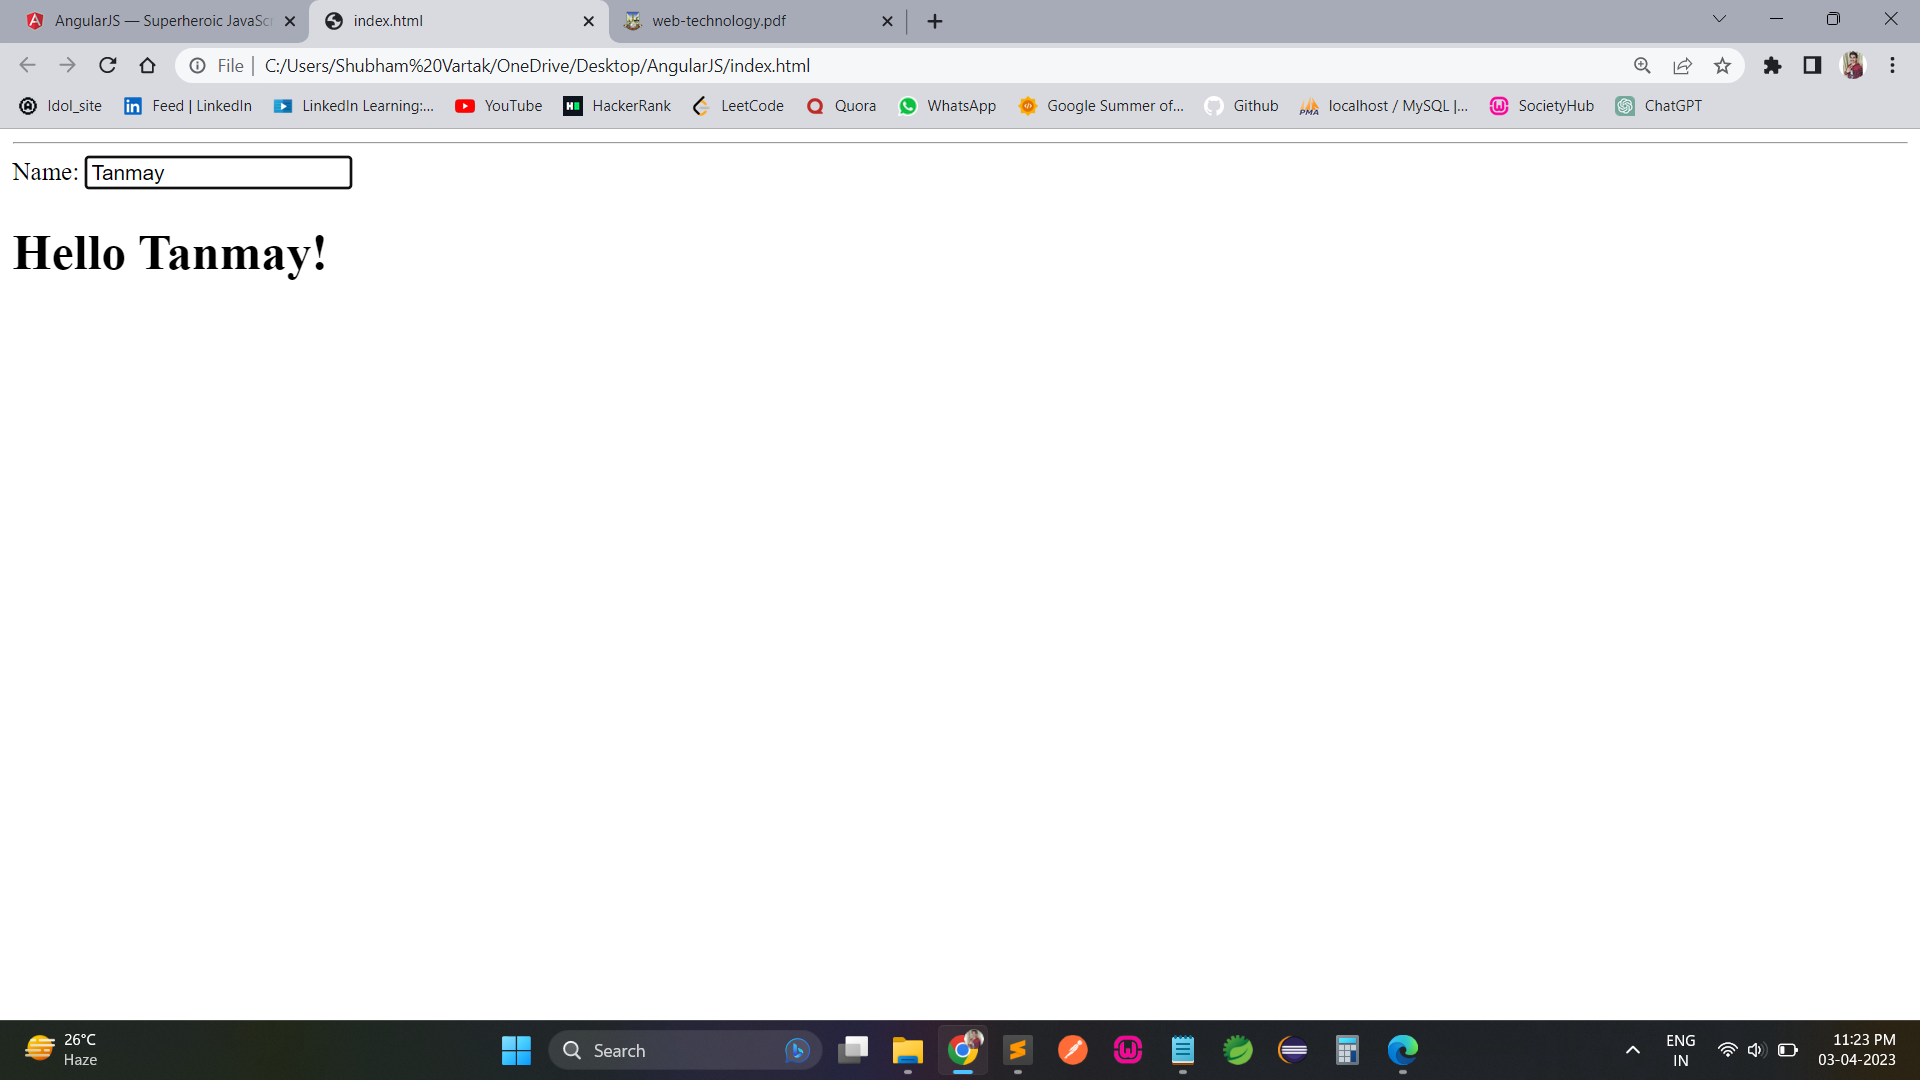 AngularJS — Superheroic JavaSc
index.html
web-technology.pdf
File | C:/Users/Shubham%20Vartak/OneDrive/Desktop/AngularJS/index.html
Idol_site
Feed | LinkedIn
LinkedIn Learning:...
YouTube
HackerRank
LeetCode
Quora
WhatsApp
Google Summer of...
Github
localhost / MySQL |...
SocietyHub
ChatGPT
Name: Tanmay
Hello Tanmay!
26°C
Haze
Search
ENG
IN
11:23 PM
03-04-2023